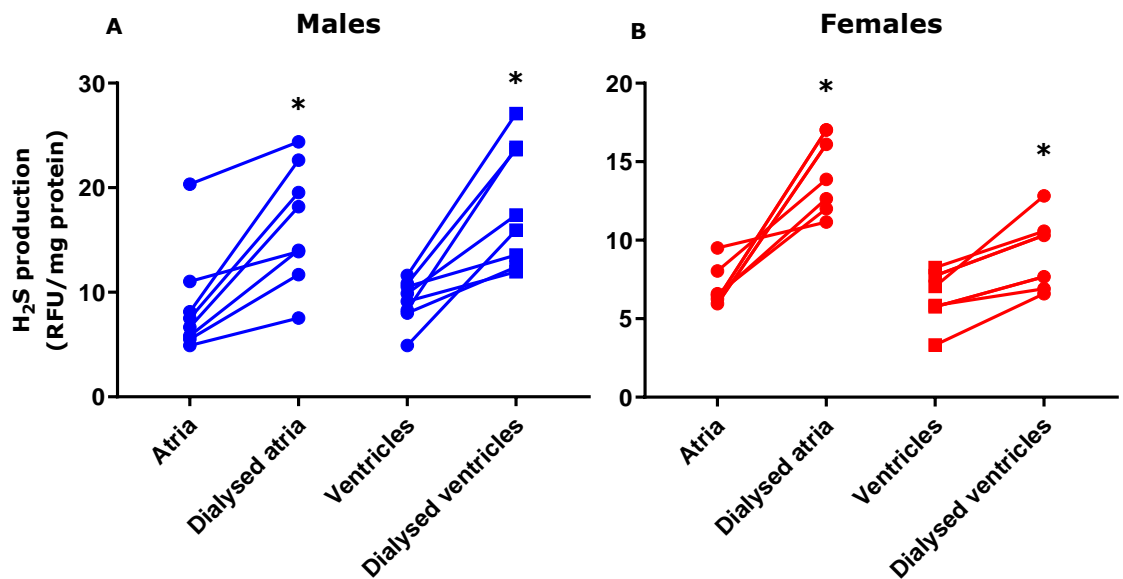 A
Males
B
Females
H₂S production
(RFU/ mg protein)
30
20
10
0
*
*
Atria
Dialysed atria
Ventricles
Dialysed ventricles
20
15
10
5
0
*
*
Atria
Dialysed atria
Ventricles
Dialysed ventricles